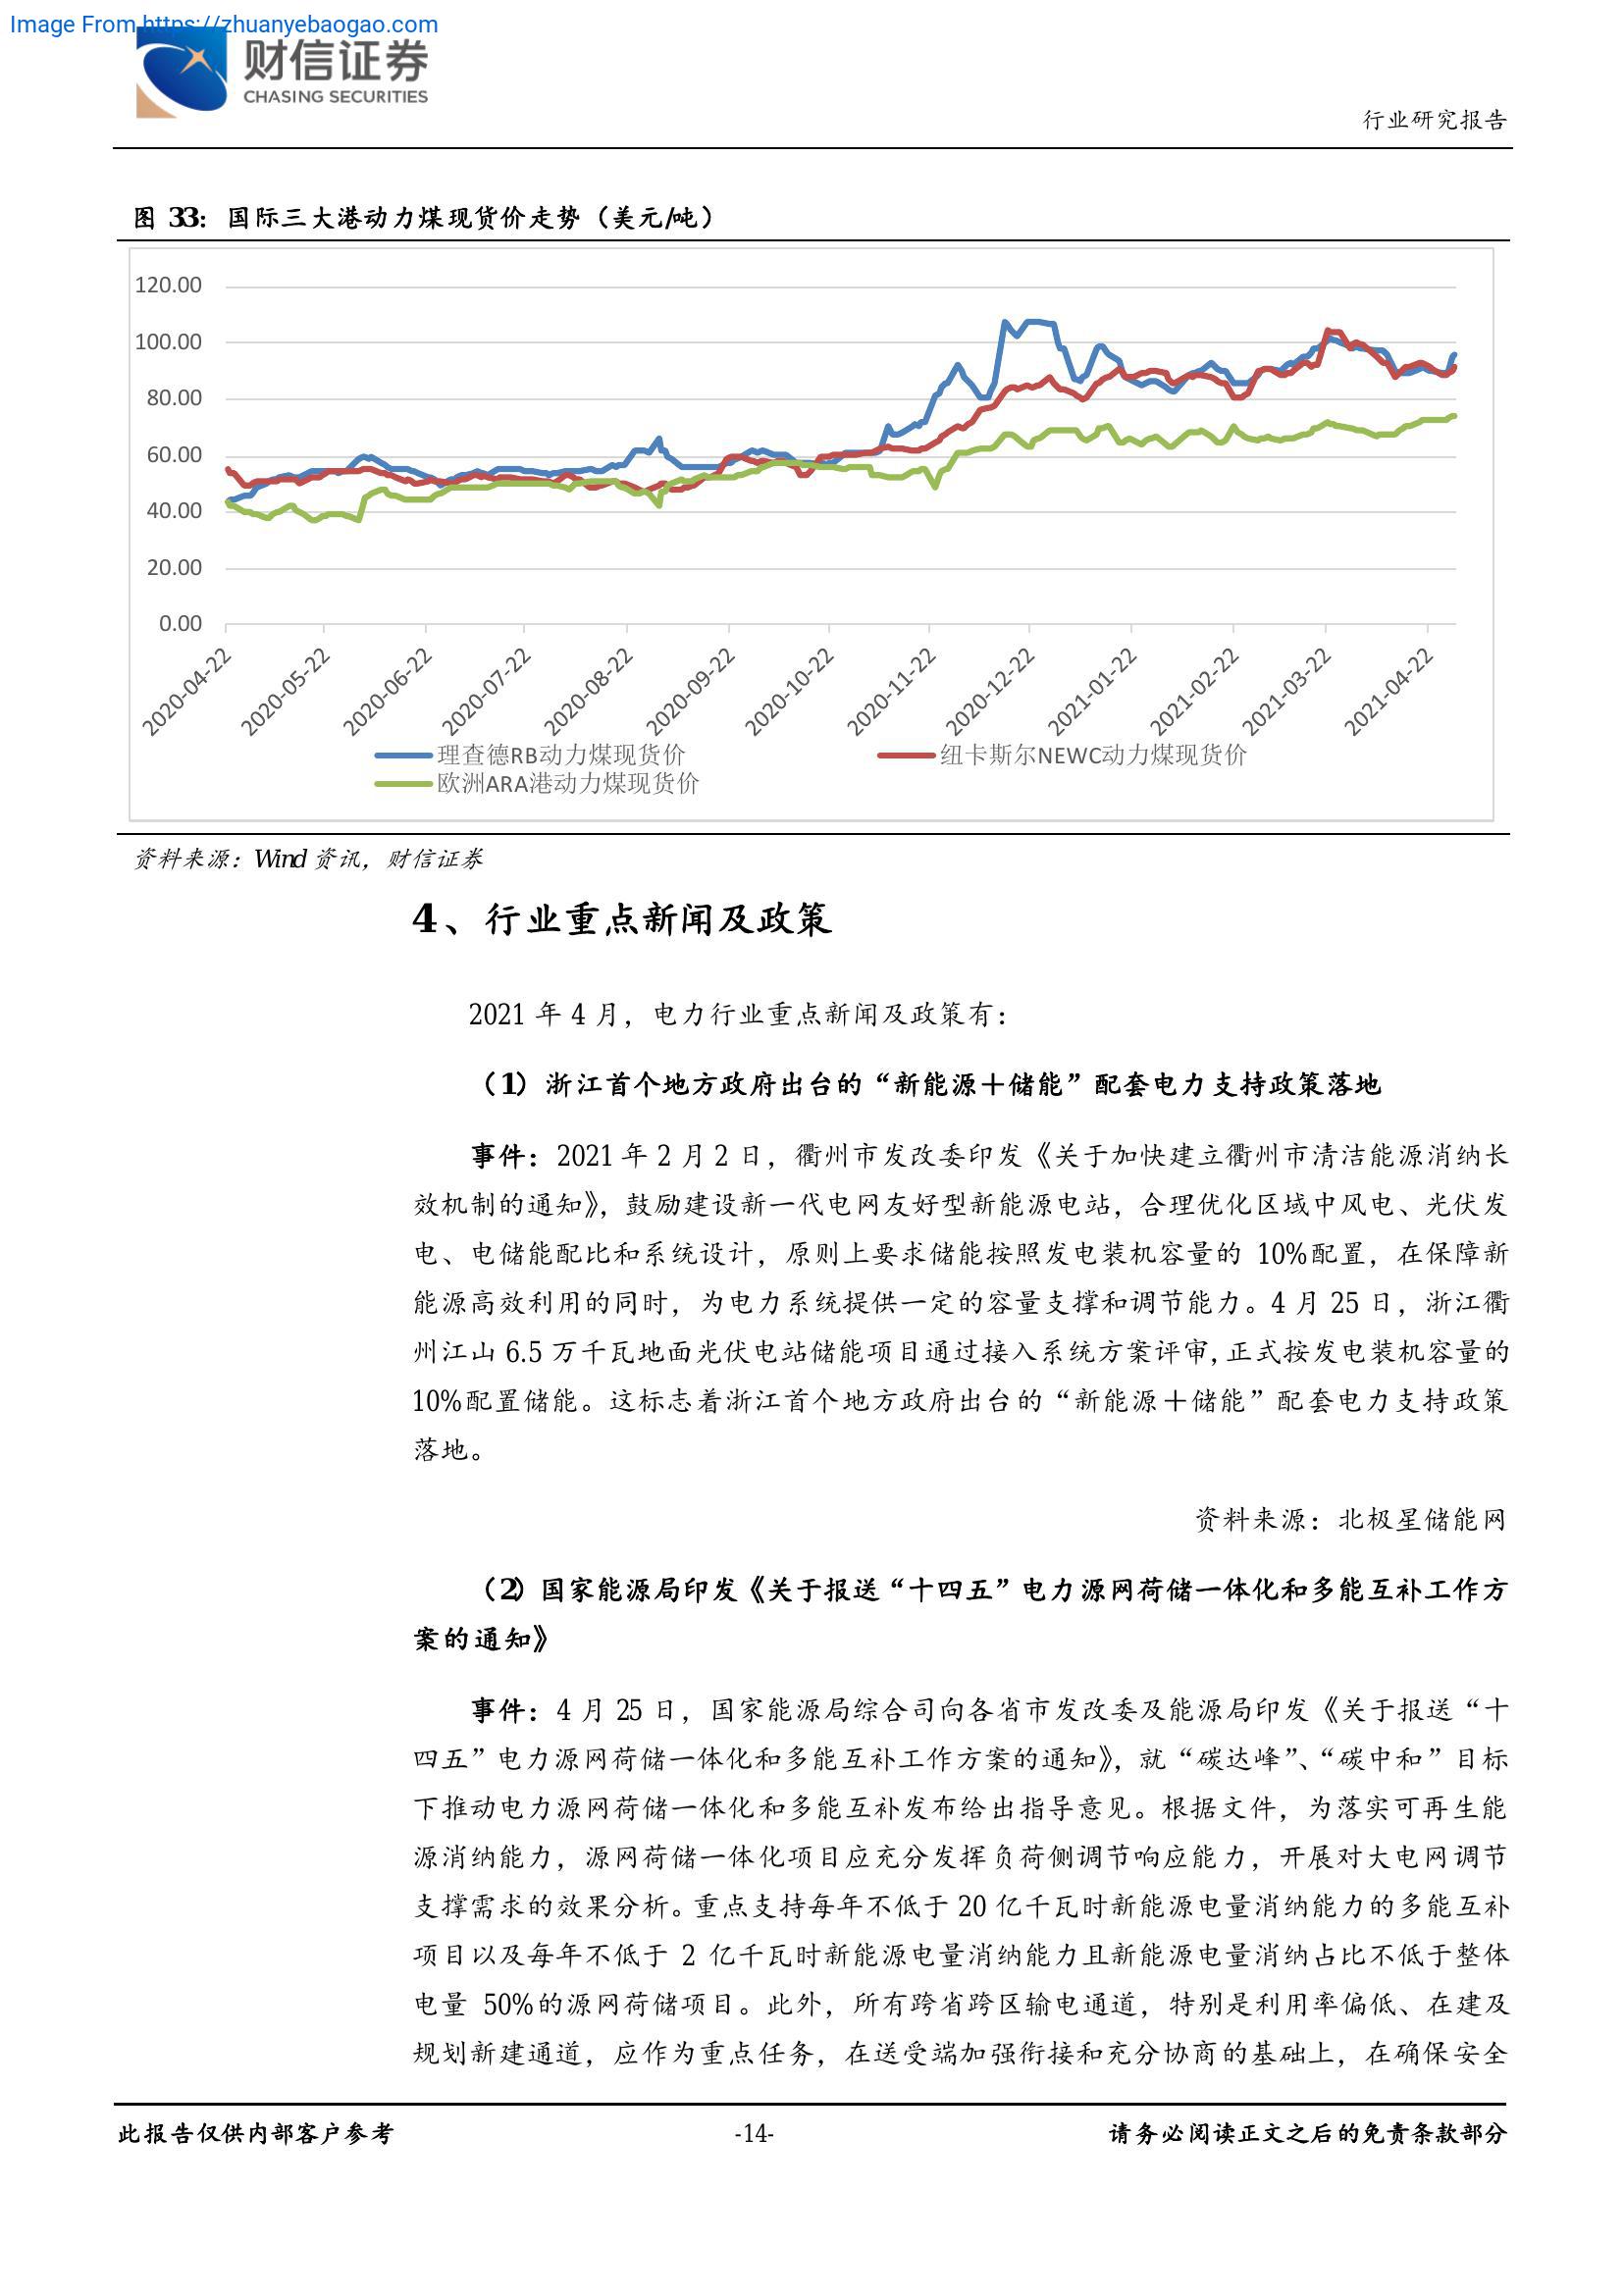 Image From https://zhuanyebaogao.com
财信证券
CHASING SECURITIES
行业研究报告
图 33：国际三大港动力煤现货价走势（美元/吨）
120.00
100.00
80.00
60.00
40.00
20.00
0.00
2020-04-22
2020-05-22
2020-06-22
2020-07-22
2020-08-22
2020-09-22
2020-10-22
2020-11-22
2020-12-22
2021-01-22
2021-02-22
2021-03-22
2021-04-22
理查德RB动力煤现货价
纽卡斯尔NEWC动力煤现货价
欧洲ARA港动力煤现货价
资料来源：Wind 资讯，财信证券
4、行业重点新闻及政策
2021 年 4 月，电力行业重点新闻及政策有：
（1）浙江首个地方政府出台的“新能源＋储能”配套电力支持政策落地
事件：2021 年 2 月 2 日，衢州市发改委印发《关于加快建立衢州市清洁能源消纳长
效机制的通知》，鼓励建设新一代电网友好型新能源电站，合理优化区域中风电、光伏发
电、电储能配比和系统设计，原则上要求储能按照发电装机容量的 10%配置，在保障新
能源高效利用的同时，为电力系统提供一定的容量支撑和调节能力。4 月 25 日，浙江衢
州江山 6.5 万千瓦地面光伏电站储能项目通过接入系统方案评审,正式按发电装机容量的
10%配置储能。这标志着浙江首个地方政府出台的“新能源＋储能”配套电力支持政策
落地。
资料来源：北极星储能网
（2）国家能源局印发《关于报送“十四五”电力源网荷储一体化和多能互补工作方
案的通知》
事件：4 月 25 日，国家能源局综合司向各省市发改委及能源局印发《关于报送“十
四五”电力源网荷储一体化和多能互补工作方案的通知》，就“碳达峰”、“碳中和”目标
下推动电力源网荷储一体化和多能互补发布给出指导意见。根据文件，为落实可再生能
源消纳能力，源网荷储一体化项目应充分发挥负荷侧调节响应能力，开展对大电网调节
支撑需求的效果分析。重点支持每年不低于 20 亿千瓦时新能源电量消纳能力的多能互补
项目以及每年不低于 2 亿千瓦时新能源电量消纳能力且新能源电量消纳占比不低于整体
电量 50%的源网荷储项目。此外，所有跨省跨区输电通道，特别是利用率偏低、在建及
规划新建通道，应作为重点任务，在送受端加强衔接和充分协商的基础上，在确保安全
此报告仅供内部客户参考
-14-
请务必阅读正文之后的免责条款部分